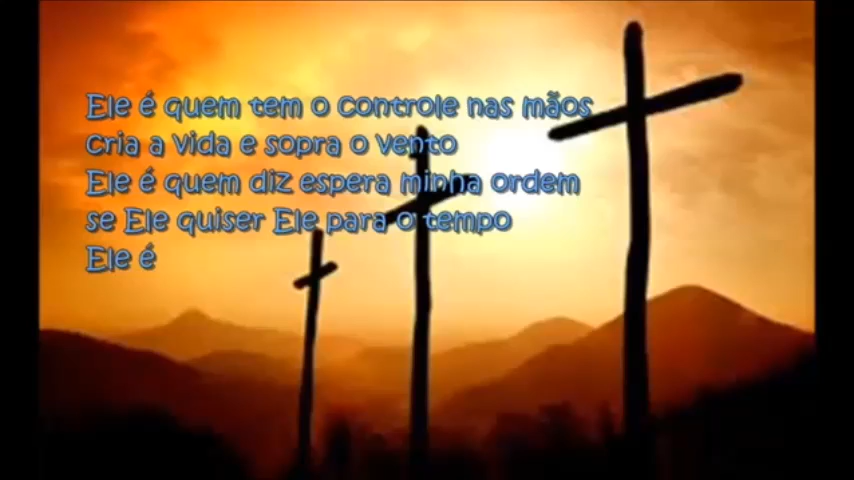 Ele é quem tem o controle nas mãos
cria a vida e sopra o vento
Ele é quem diz espera minha ordem
se Ele quiser Ele para o tempo
Ele é